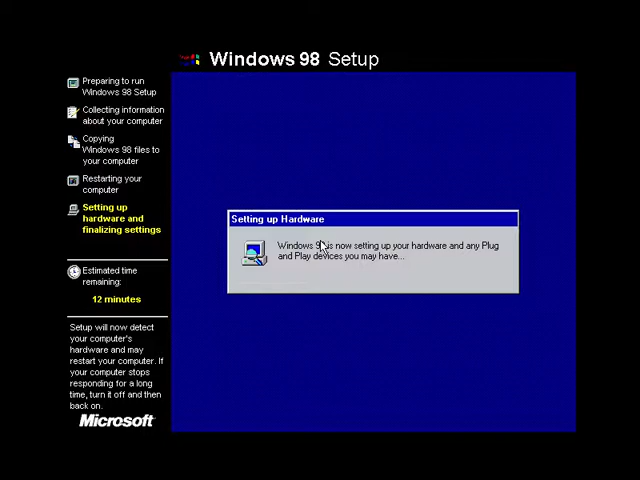 Windows 98 Setup
Preparing to run
Windows 98 Setup
Collecting information
about your computer
Copying
Windows 98 files to
your computer
Restarting your
computer
Setting up
hardware and
finalizing settings
Estimated time
remaining:
12 minutes
Setup will now detect
your computer's
hardware and may
restart your computer. If
your computer stops
responding for a long
time, turn it off and then
back on.
Microsoft
Setting up Hardware
Windows 98 is now setting up your hardware and any Plug
and Play devices you may have...